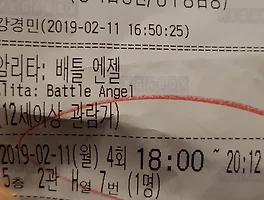 강경민(2019-02-11 16:50:25)
알리타: 배틀 엔젤
lita: Battle Angel
(12세이상 관람가)
2019-02-11(월) 4회 18:00 ~ 20:12
5층 2관 H열 7번 (1명)